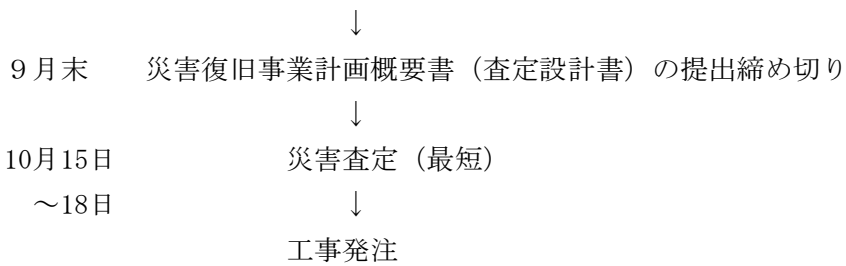 ↓
９月末　　災害復旧事業計画概要書（査定設計書）の提出締め切り
↓
10月15日　　災害査定（最短）
～18日　　↓
工事発注